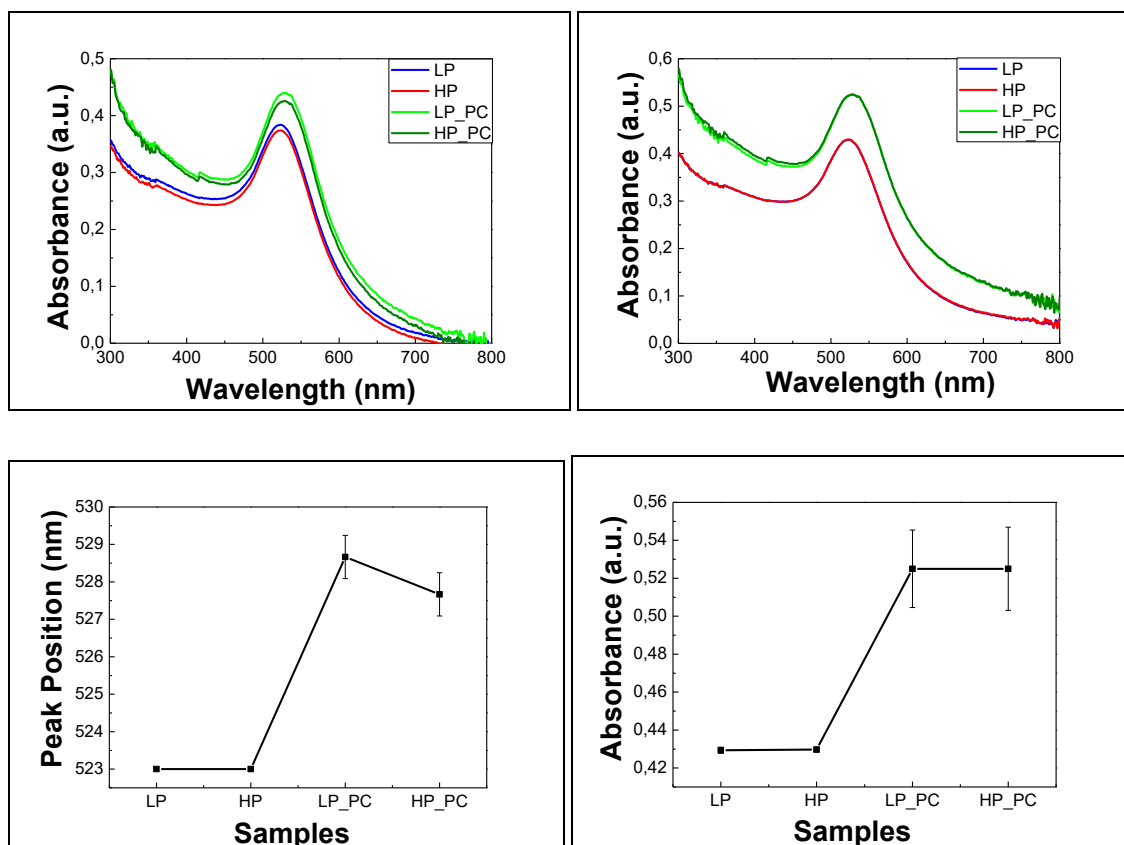 Absorbance (a.u.)
0,5
0,4
0,3
0,2
0,1
0,0
LP
HP
LP_PC
HP_PC
300 400 500 600 700 800
Wavelength (nm)
Absorbance (a.u.)
0,6
0,5
0,4
0,3
0,2
0,1
0,0
LP
HP
LP_PC
HP_PC
300 400 500 600 700 800
Wavelength (nm)
Peak Position (nm)
530
529
528
527
526
525
524
523
LP HP LP_PC HP_PC
Samples
Absorbance (a.u.)
0,56
0,54
0,52
0,50
0,48
0,46
0,44
0,42
LP HP LP_PC HP_PC
Samples